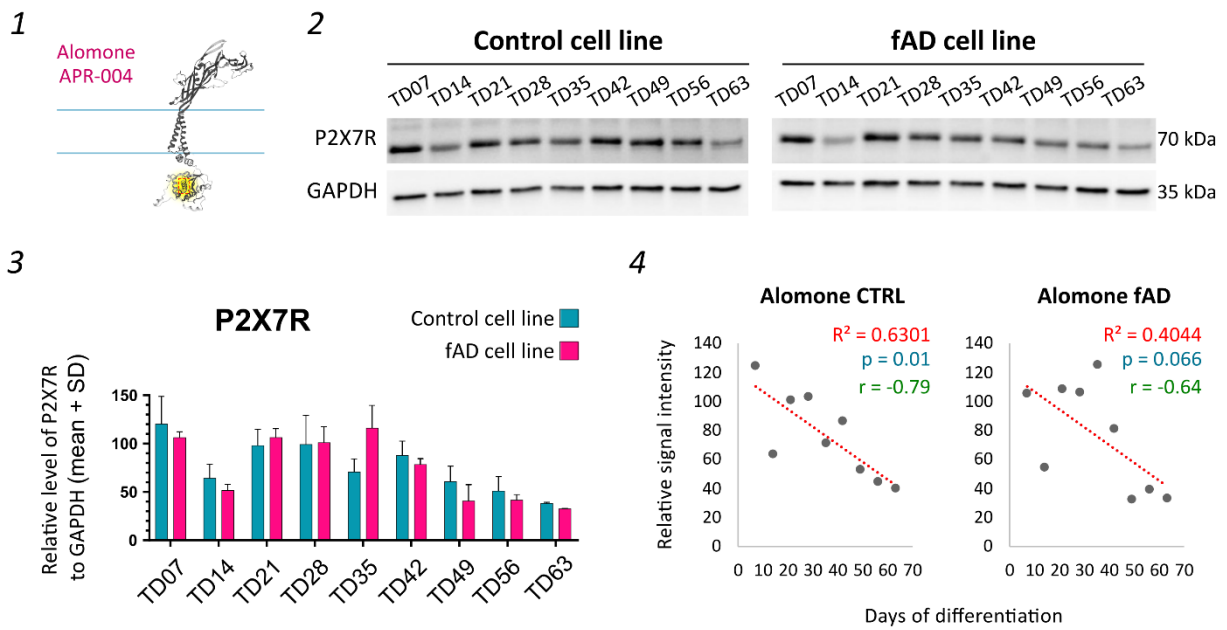 1
Alomone
APR-004
2
Control cell line
fAD cell line
TD07 TD14 TD21 TD28 TD35 TD42 TD49 TD56 TD63
TD07 TD14 TD21 TD28 TD35 TD42 TD49 TD56 TD63
P2X7R
70 kDa
GAPDH
35 kDa
3
P2X7R
Control cell line
fAD cell line
Relative level of P2X7R
to GAPDH (mean + SD)
150
100
50
0
TD07 TD14 TD21 TD28 TD35 TD42 TD49 TD56 TD63
4
Alomone CTRL
R² = 0.6301
p = 0.01
r = -0.79
Relative signal intensity
140
120
100
80
60
40
20
0
0 10 20 30 40 50 60 70
Alomone fAD
R² = 0.4044
p = 0.066
r = -0.64
140
120
100
80
60
40
20
0
0 10 20 30 40 50 60 70
Days of differentiation